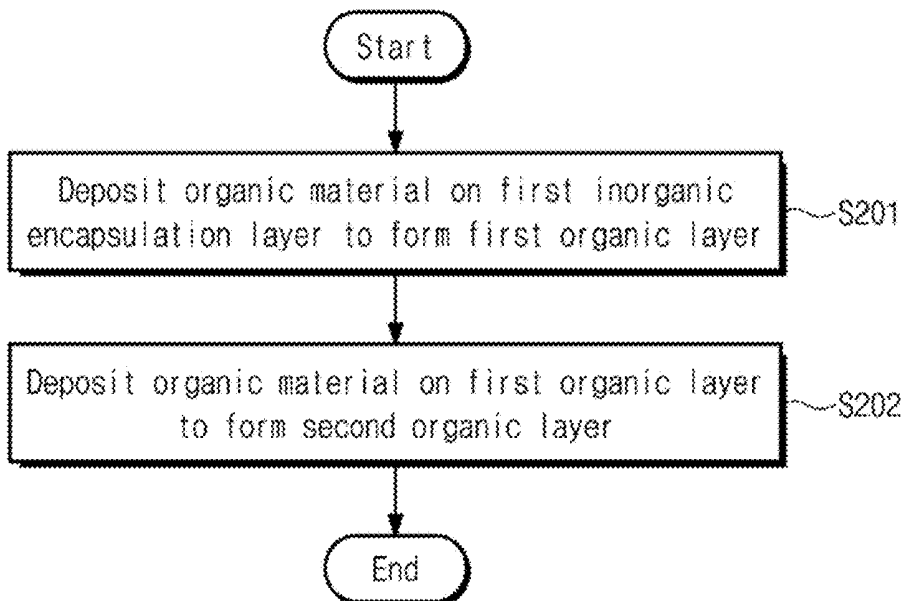 Start
Deposit organic material on first inorganic
encapsulation layer to form first organic layer
S201
Deposit organic material on first organic layer
to form second organic layer
S202
End